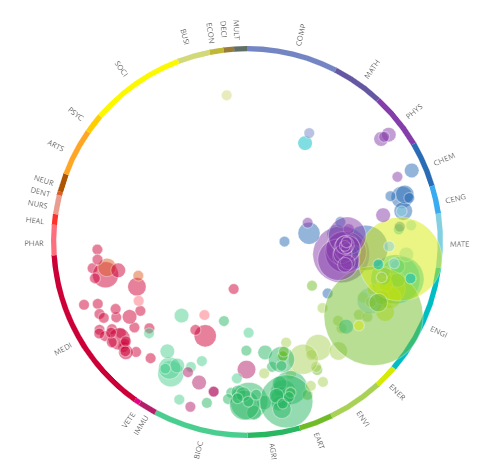 MULT
COMP
MATH
PHYS
CHEM
CENG
MATE
ENGI
ENER
ENVI
EART
AGRI
BIOC
IMMU
VETE
MEDI
PHAR
HEAL
NURS
DENT
NEUR
ARTS
PSYC
SOCI
BUSI
ECON
DECI